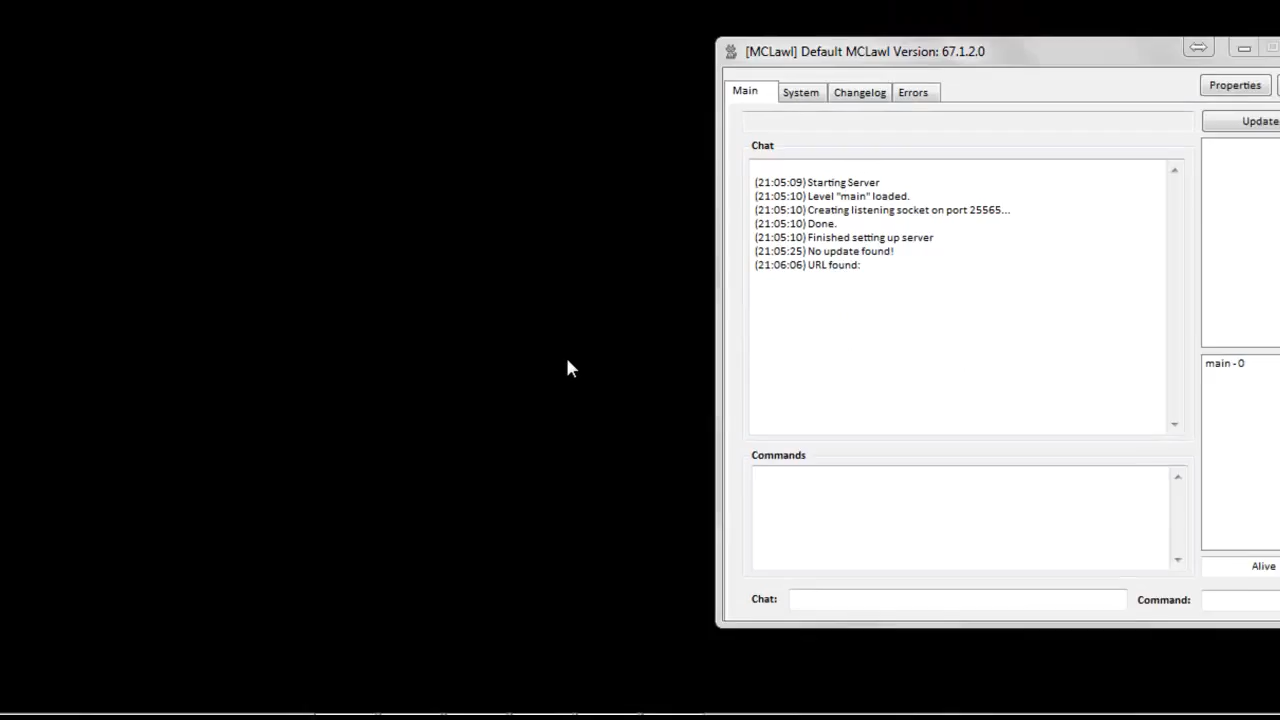 [MCLawl] Default MCLawl Version: 67.1.2.0
Main
System
Changelog
Errors
Properties
Update
Chat
(21:05:09) Starting Server
(21:05:10) Level "main" loaded.
(21:05:10) Creating listening socket on port 25565...
(21:05:10) Done.
(21:05:10) Finished setting up server
(21:05:25) No update found!
(21:06:06) URL found:
main - 0
Commands
Alive
Chat:
Command: